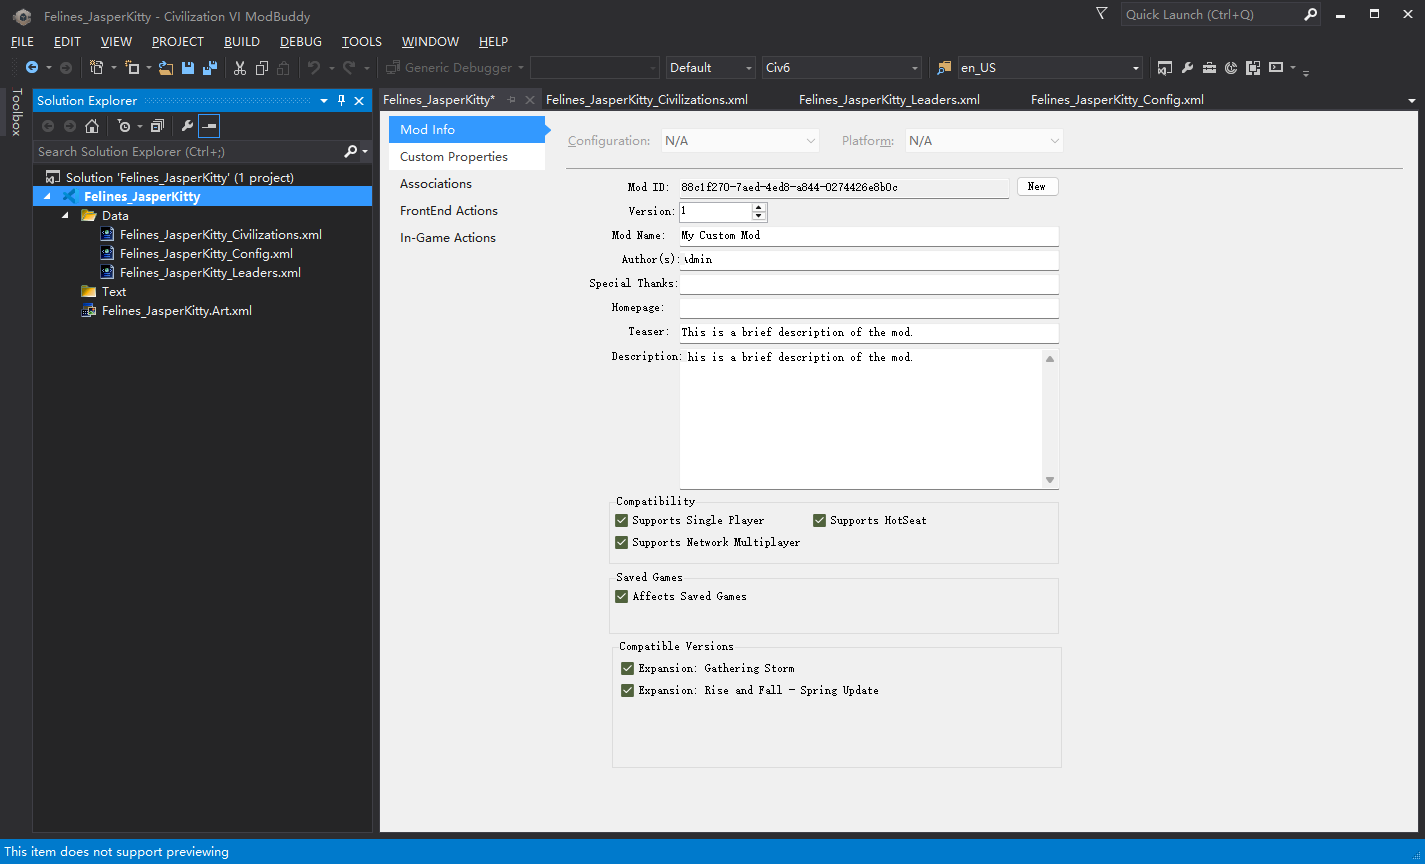 Felines_JasperKitty - Civilization VI ModBuddy
Quick Launch (Ctrl+Q)
FILE EDIT VIEW PROJECT BUILD DEBUG TOOLS WINDOW HELP
Generic Debugger Default Civ6 en_US
Toolbox
Solution Explorer
Search Solution Explorer (Ctrl+;)
Solution 'Felines_JasperKitty' (1 project)
Felines_JasperKitty
Data
Felines_JasperKitty_Civilizations.xml
Felines_JasperKitty_Config.xml
Felines_JasperKitty_Leaders.xml
Text
Felines_JasperKitty.Art.xml
Felines_JasperKitty* Felines_JasperKitty_Civilizations.xml Felines_JasperKitty_Leaders.xml Felines_JasperKitty_Config.xml
Mod Info
Custom Properties
Associations
FrontEnd Actions
In-Game Actions
Configuration: N/A Platform: N/A
Mod ID: 88c1f270-7aed-4ed8-a844-0274426e8b0c New
Version: 1
Mod Name: My Custom Mod
Author(s): Admin
Special Thanks:
Homepage:
Teaser: This is a brief description of the mod.
Description: his is a brief description of the mod.
Compatibility
Supports Single Player Supports HotSeat
Supports Network Multiplayer
Saved Games
Affects Saved Games
Compatible Versions
Expansion: Gathering Storm
Expansion: Rise and Fall - Spring Update
This item does not support previewing